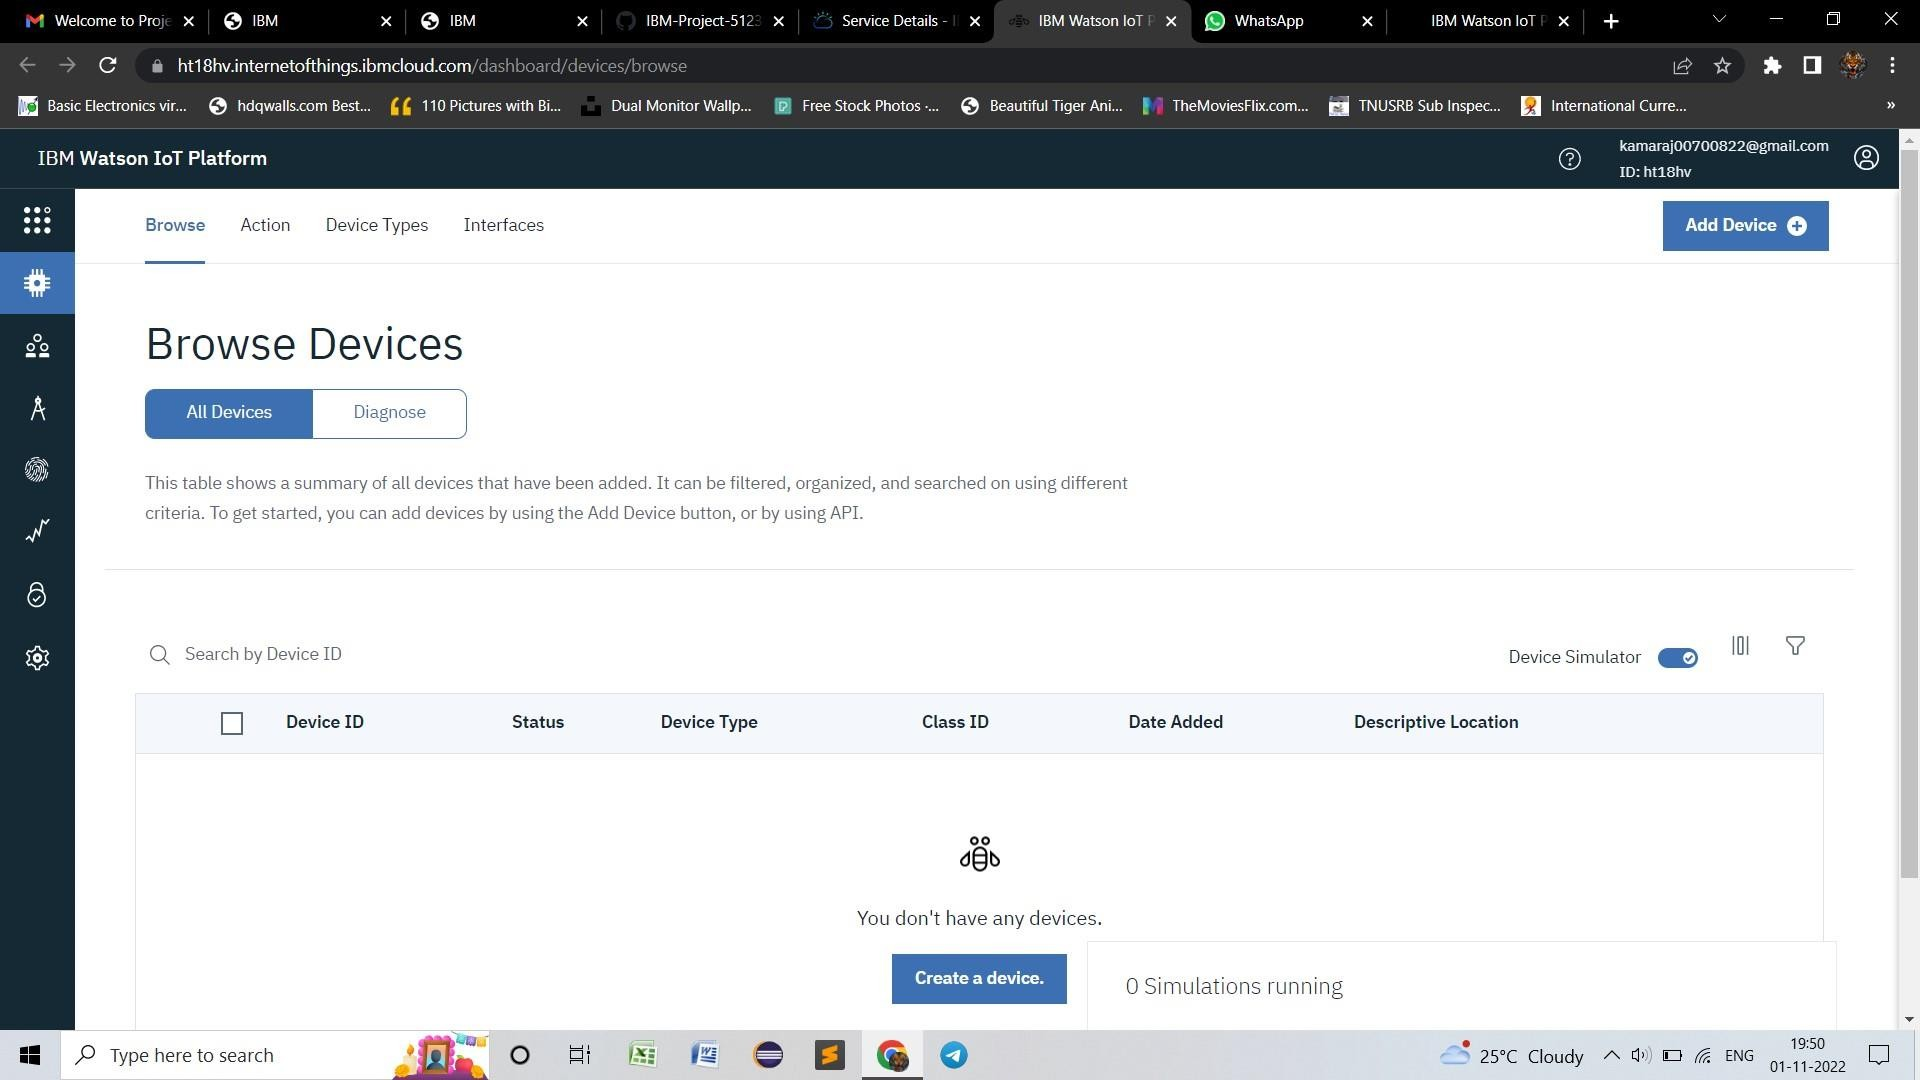 Welcome to Proje
IBM
IBM
IBM-Project-5123
Service Details - I
IBM Watson IoT P
WhatsApp
IBM Watson IoT P
ht18hv.internetofthings.ibmcloud.com/dashboard/devices/browse
Basic Electronics vir...
hdqwalls.com Best...
110 Pictures with Bi...
Dual Monitor Wallp...
Free Stock Photos ·...
Beautiful Tiger Ani...
TheMoviesFlix.com...
TNUSRB Sub Inspec...
International Curre...
»
IBM Watson IoT Platform
kamaraj00700822@gmail.com
ID: ht18hv
Browse
Action
Device Types
Interfaces
Add Device
Browse Devices
All Devices
Diagnose
This table shows a summary of all devices that have been added. It can be filtered, organized, and searched on using different
criteria. To get started, you can add devices by using the Add Device button, or by using API.
Search by Device ID
Device Simulator
Device ID
Status
Device Type
Class ID
Date Added
Descriptive Location
You don't have any devices.
Create a device.
0 Simulations running
Type here to search
25°C Cloudy
ENG
19:50
01-11-2022